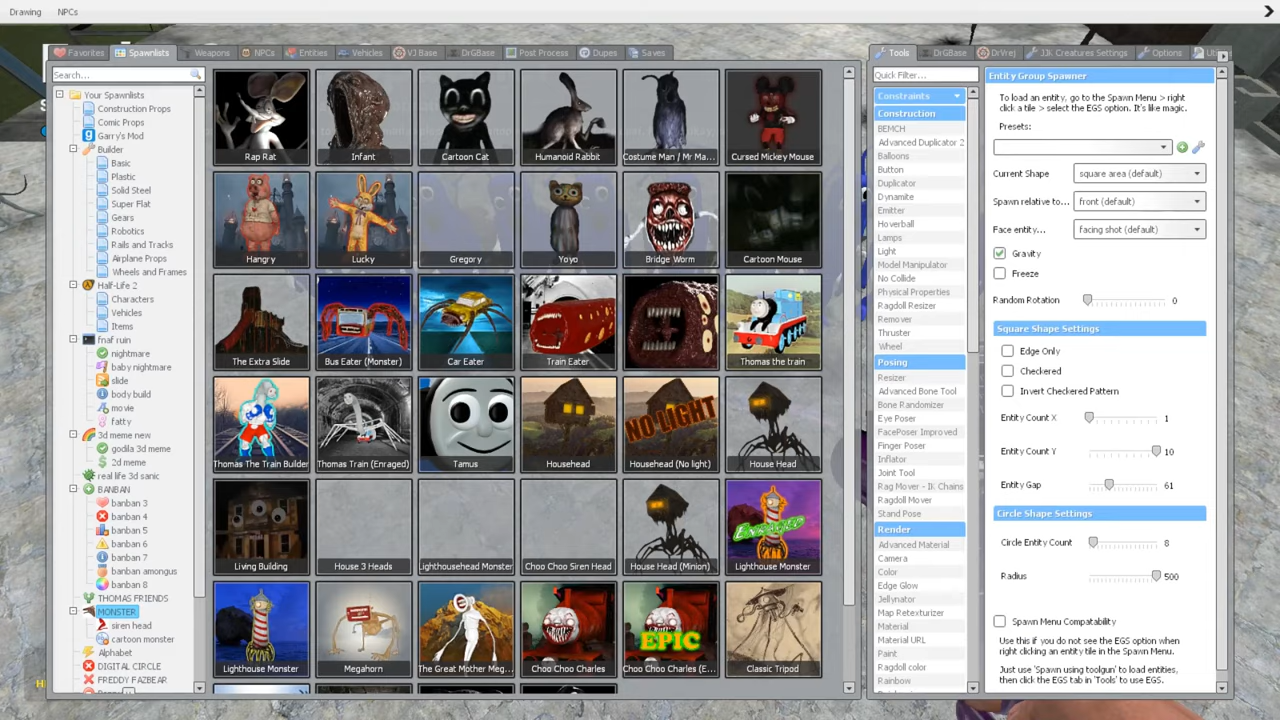 Drawing NPCs
Favorites Spawnlists Weapons NPCs Entities Vehicles VJ Base DrGBase Post Process Dupes Saves
Search...
Your Spawnlists
Construction Props
Comic Props
Garry's Mod
Builder
Basic
Plastic
Solid Steel
Super Flat
Gears
Robotics
Rails and Tracks
Airplane Props
Wheels and Frames
Half-Life 2
Characters
Vehicles
Items
fnaf ruin
nightmare
baby nightmare
slide
body build
movie
fatty
3d meme new
godila 3d meme
2d meme
real life 3d sanic
BANBAN
banban 3
banban 4
banban 5
banban 6
banban 7
banban amongus
banban 8
THOMAS FRIENDS
MONSTER
siren head
cartoon monster
Alphabet
DIGITAL CIRCLE
FREDDY FAZBEAR
Rap Rat Infant Cartoon Cat Humanoid Rabbit Costume Man / Mr Ma... Cursed Mickey Mouse
Hangry Lucky Gregory Yoyo Bridge Worm Cartoon Mouse
The Extra Slide Bus Eater (Monster) Car Eater Train Eater Thomas the train
Thomas The Train Builder Thomas Train (Enraged) Tamus Househead Househead (No light) House Head
NO LIGHT
Living Building House 3 Heads Lighthousehead Monster Choo Choo Siren Head House Head (Minion) Lighthouse Monster
Lighthouse Monster Megahorn The Great Mother Meg... Choo Choo Charles Choo Choo Charles (E... Classic Tripod
EPIC
Tools DrGBase DrVrej JJK Creatures Settings Options Uti
Quick Filter...
Constraints
Construction
BEMCH
Advanced Duplicator 2
Balloons
Button
Duplicator
Dynamite
Emitter
Hoverball
Lamps
Light
Model Manipulator
No Collide
Physical Properties
Ragdoll Resizer
Remover
Thruster
Wheel
Posing
Resizer
Advanced Bone Tool
Bone Randomizer
Eye Poser
FacePoser Improved
Finger Poser
Inflator
Joint Tool
Rag Mover - Ik Chains
Ragdoll Mover
Stand Pose
Render
Advanced Material
Camera
Color
Edge Glow
Jellynator
Map Retexturizer
Material
Material URL
Paint
Ragdoll color
Rainbow
Entity Group Spawner
To load an entity, go to the Spawn Menu > right
click a tile > select the EGS option. It's like magic.
Presets:
Current Shape square area (default)
Spawn relative to... front (default)
Face entity... facing shot (default)
Gravity
Freeze
Random Rotation 0
Square Shape Settings
Edge Only
Checkered
Invert Checkered Pattern
Entity Count X 1
Entity Count Y 10
Entity Gap 61
Circle Shape Settings
Circle Entity Count 8
Radius 500
Spawn Menu Compatability
Use this if you do not see the EGS option when
right clicking an entity tile in the Spawn Menu.
Just use 'Spawn using toolgun' to load entities,
then click the EGS tab in 'Tools' to use EGS.